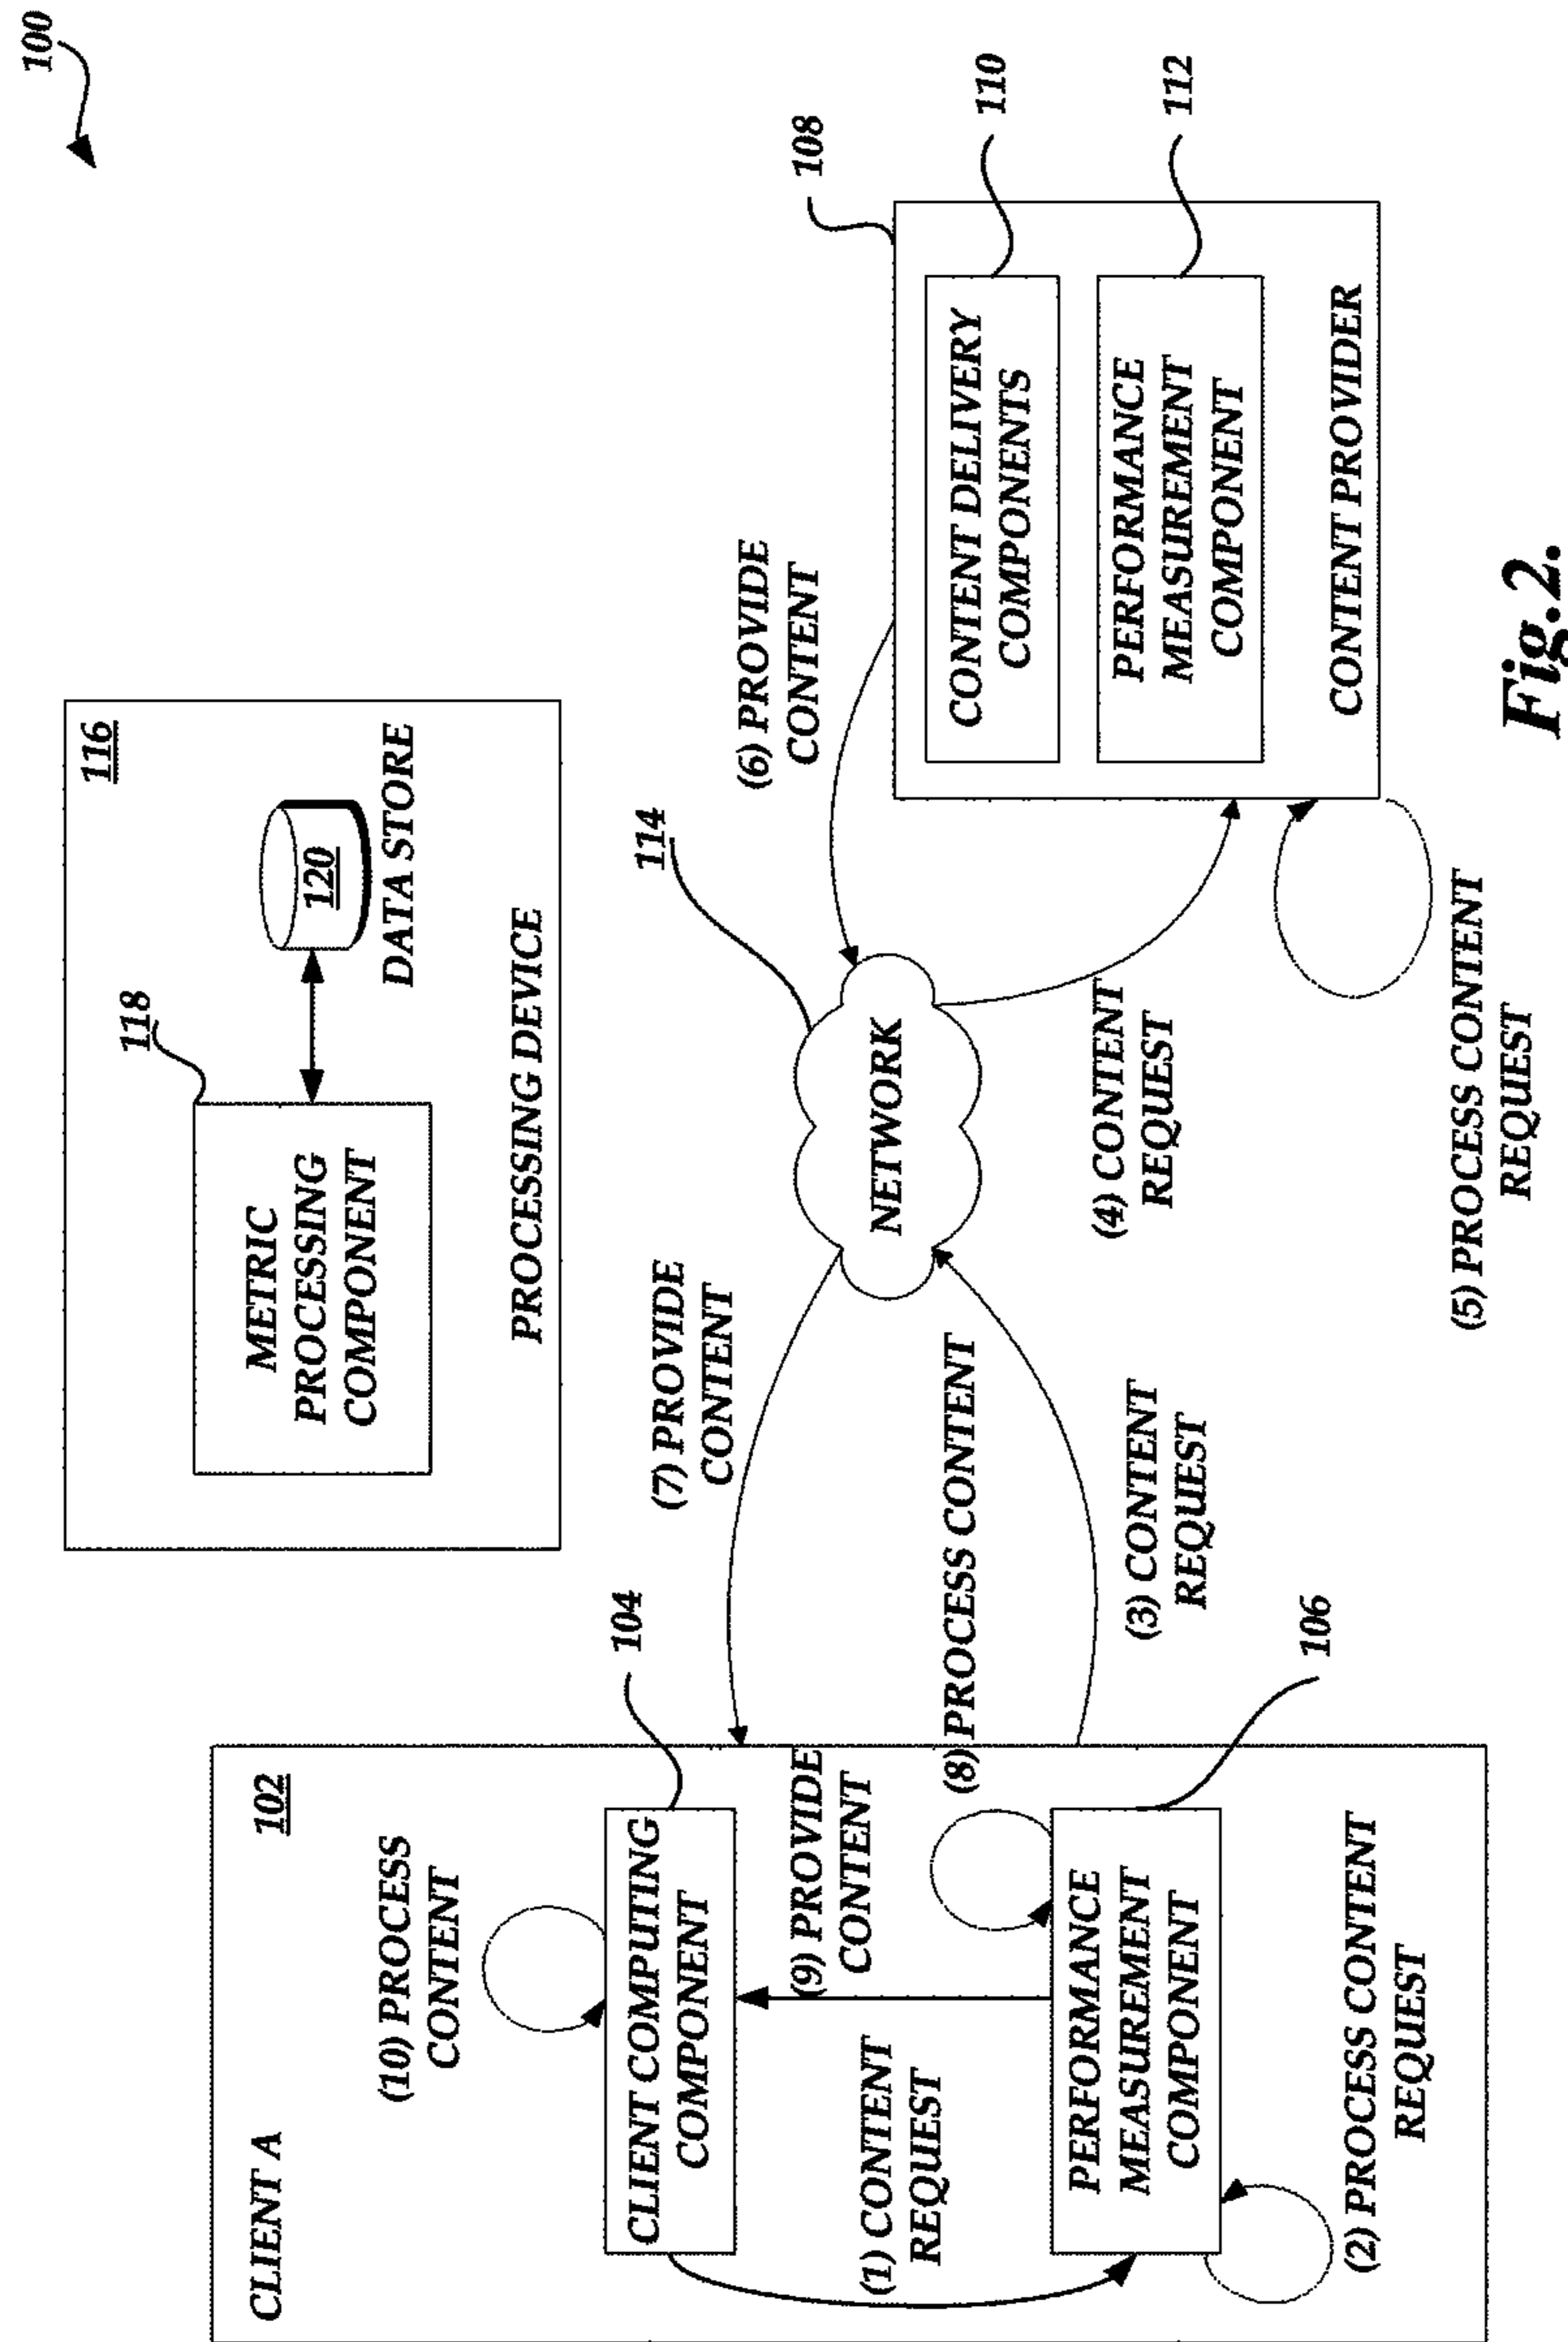 100
116
118
METRIC
PROCESSING
COMPONENT
120
DATA STORE
PROCESSING DEVICE
CLIENT A
102
(10) PROCESS
CONTENT
104
CLIENT COMPUTING
COMPONENT
(1) CONTENT
REQUEST
(9) PROVIDE
CONTENT
(8) PROCESS CONTENT
PERFORMANCE
MEASUREMENT
COMPONENT
106
(2) PROCESS CONTENT
REQUEST
(7) PROVIDE
CONTENT
(3) CONTENT
REQUEST
114
NETWORK
(6) PROVIDE
CONTENT
(4) CONTENT
REQUEST
(5) PROCESS CONTENT
REQUEST
108
CONTENT DELIVERY
COMPONENTS
110
PERFORMANCE
MEASUREMENT
COMPONENT
112
CONTENT PROVIDER
Fig.2.